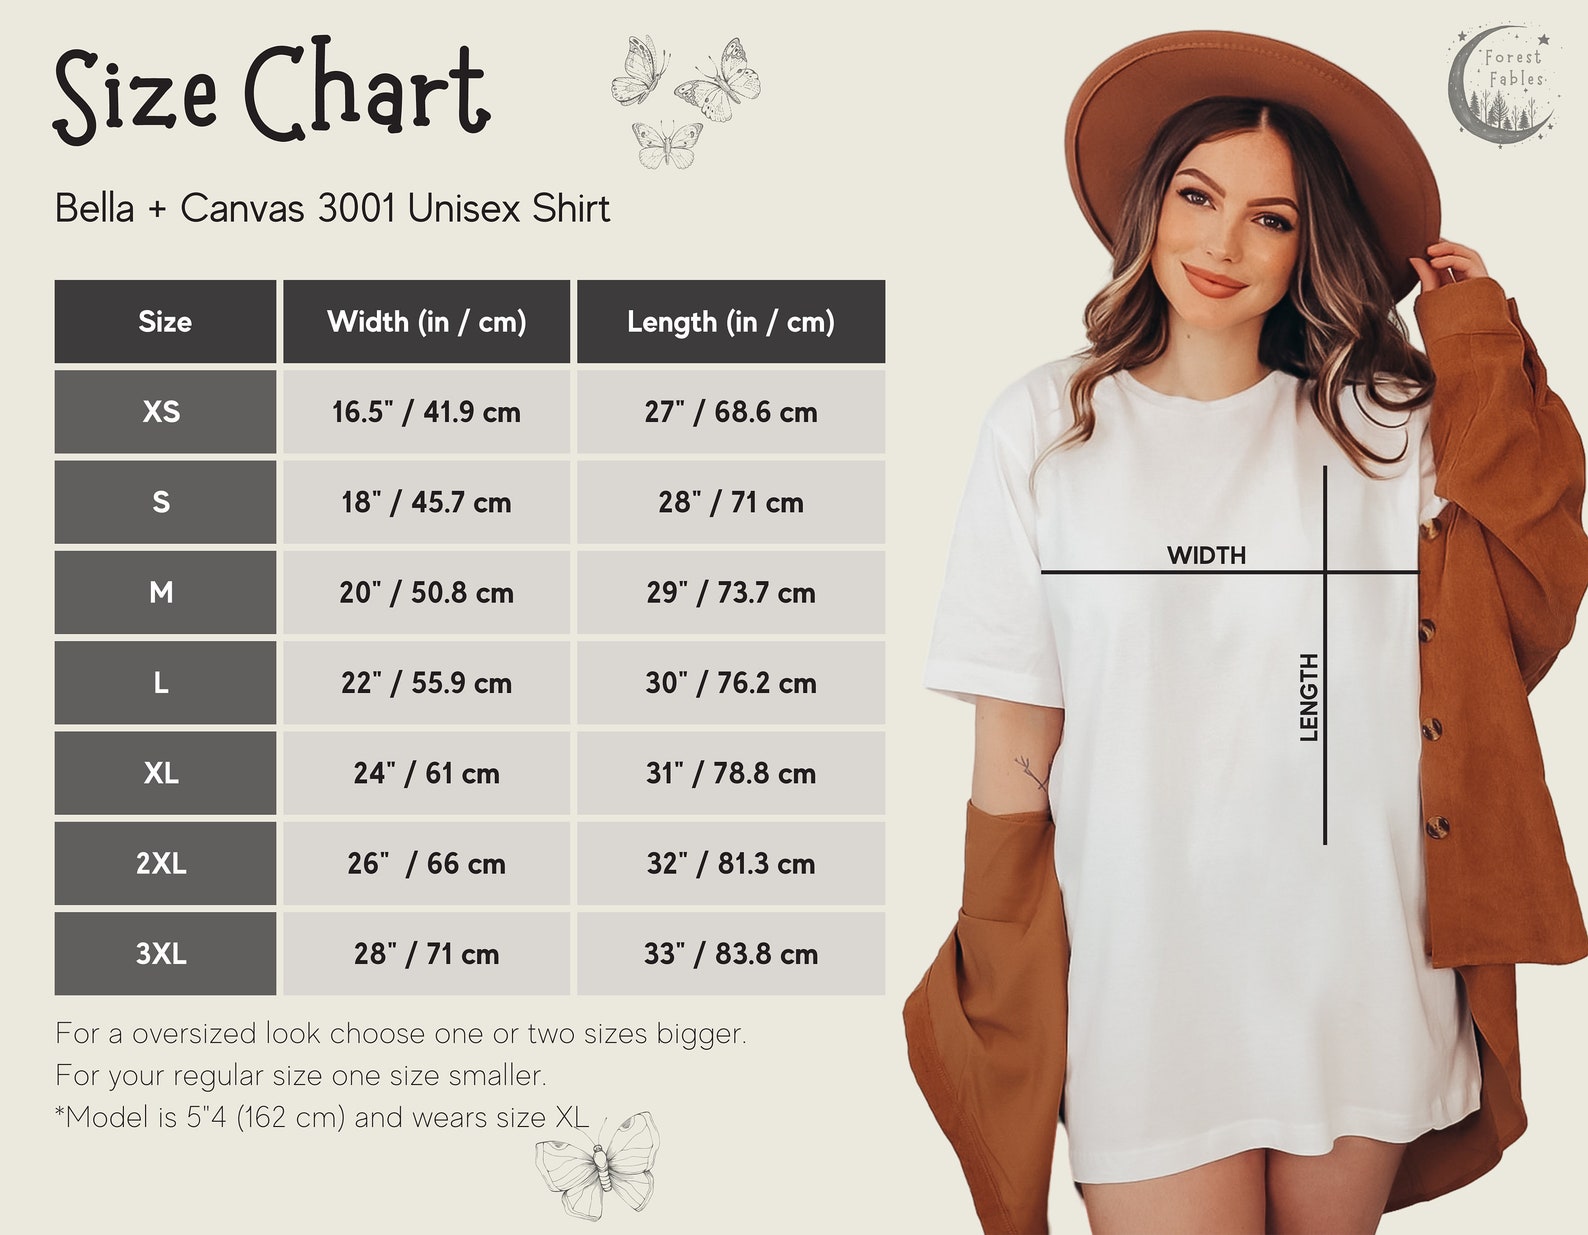 Size Chart
Forest
Fables
Bella + Canvas 3001 Unisex Shirt
Size Width (in / cm) Length (in / cm)
XS 16.5" / 41.9 cm 27" / 68.6 cm
S 18" / 45.7 cm 28" / 71 cm
M 20" / 50.8 cm 29" / 73.7 cm
L 22" / 55.9 cm 30" / 76.2 cm
XL 24" / 61 cm 31" / 78.8 cm
2XL 26" / 66 cm 32" / 81.3 cm
3XL 28" / 71 cm 33" / 83.8 cm
For a oversized look choose one or two sizes bigger.
For your regular size one size smaller.
*Model is 5"4 (162 cm) and wears size XL
WIDTH
LENGTH